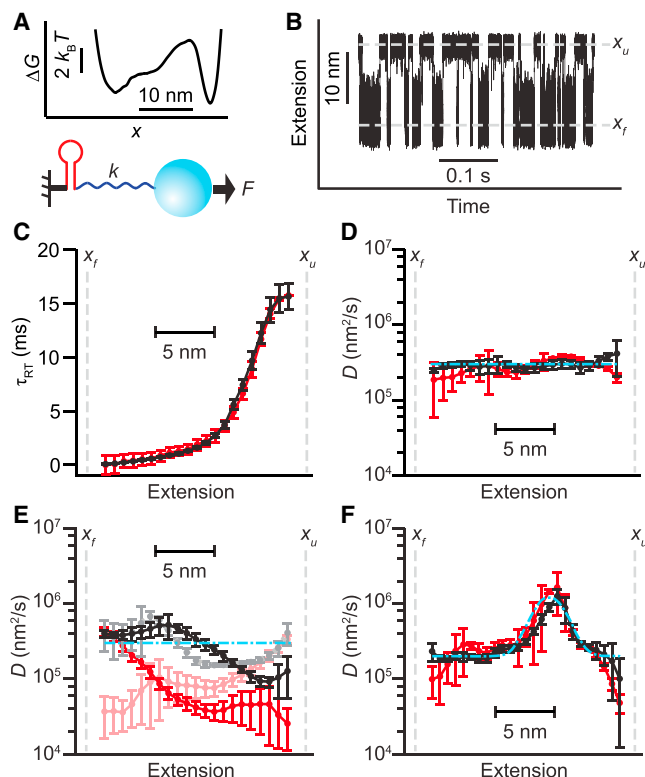 A
ΔG
2 kBT
10 nm
x
k
F
B
Extension
10 nm
xu
xf
0.1 s
Time
C
xf
xu
20
15
10
5
0
τRT (ms)
5 nm
Extension
D
xf
xu
10^7
10^6
10^5
10^4
D (nm²/s)
5 nm
Extension
E
xf
xu
10^7
10^6
10^5
10^4
D (nm²/s)
5 nm
Extension
F
xf
xu
10^7
10^6
10^5
10^4
D (nm²/s)
5 nm
Extension